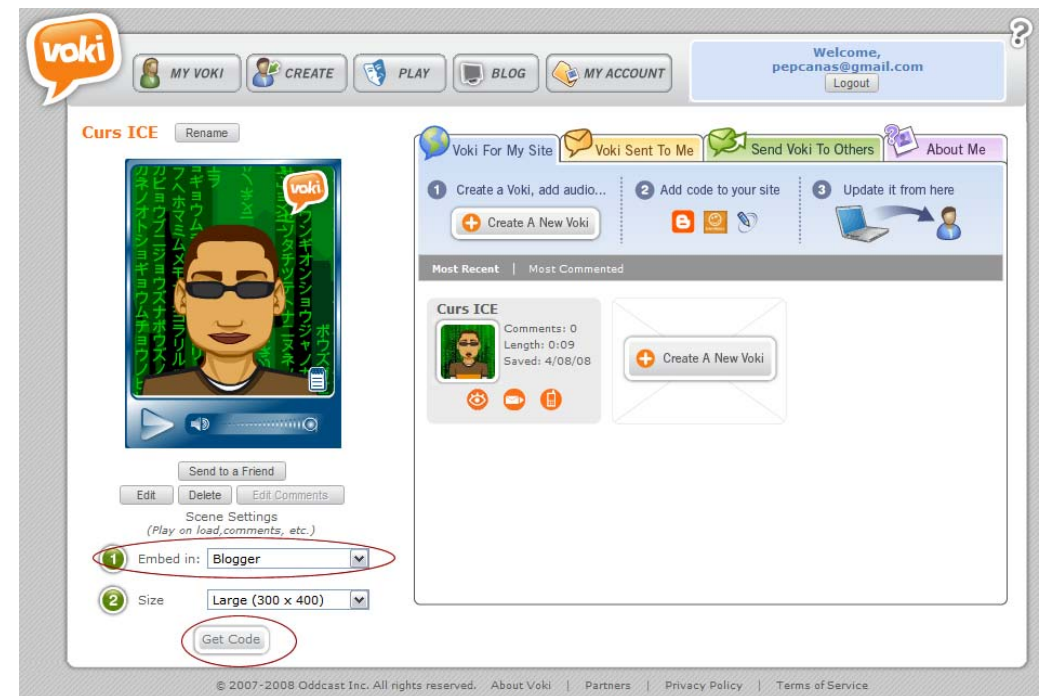 voki
MY VOKI
CREATE
PLAY
BLOG
MY ACCOUNT
Welcome,
pepcanas@gmail.com
Logout
?
Curs ICE
Rename
voki
Send to a Friend
Edit
Delete
Edit Comments
Scene Settings
(Play on load,comments, etc.)
1 Embed in: Blogger
2 Size Large (300 x 400)
Get Code
Voki For My Site
Voki Sent To Me
Send Voki To Others
About Me
1 Create a Voki, add audio...
Create A New Voki
2 Add code to your site
3 Update it from here
Most Recent | Most Commented
Curs ICE
Comments: 0
Length: 0:09
Saved: 4/08/08
Create A New Voki
© 2007-2008 Oddcast Inc. All rights reserved. About Voki | Partners | Privacy Policy | Terms of Service